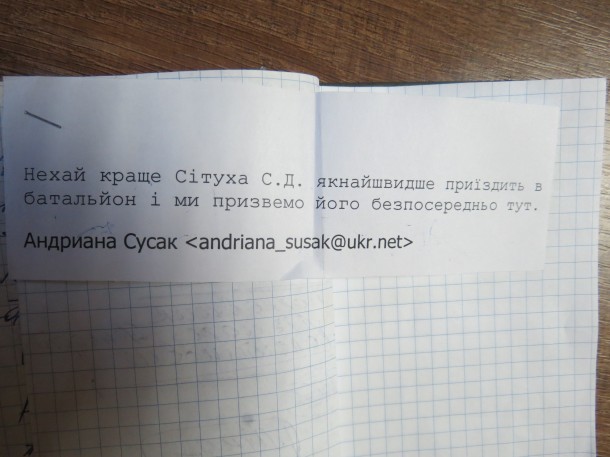 Нехай краще Сітуха С.Д. якнайшвидше приїздить в
батальйон і ми призвемо його безпосередньо тут.
Андриана Сусак <andriana_susak@ukr.net>